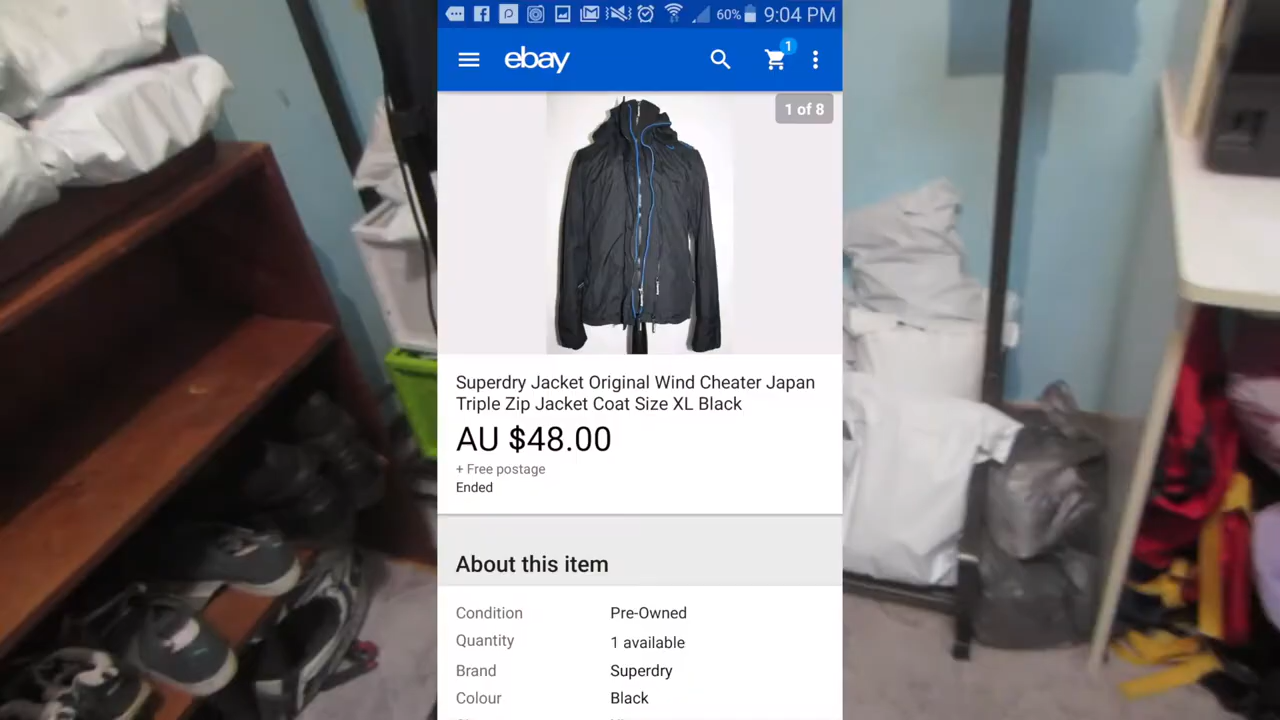 60% 9:04 PM
ebay
1
1 of 8
Superdry Jacket Original Wind Cheater Japan
Triple Zip Jacket Coat Size XL Black
AU $48.00
+ Free postage
Ended
About this item
Condition Pre-Owned
Quantity 1 available
Brand Superdry
Colour Black